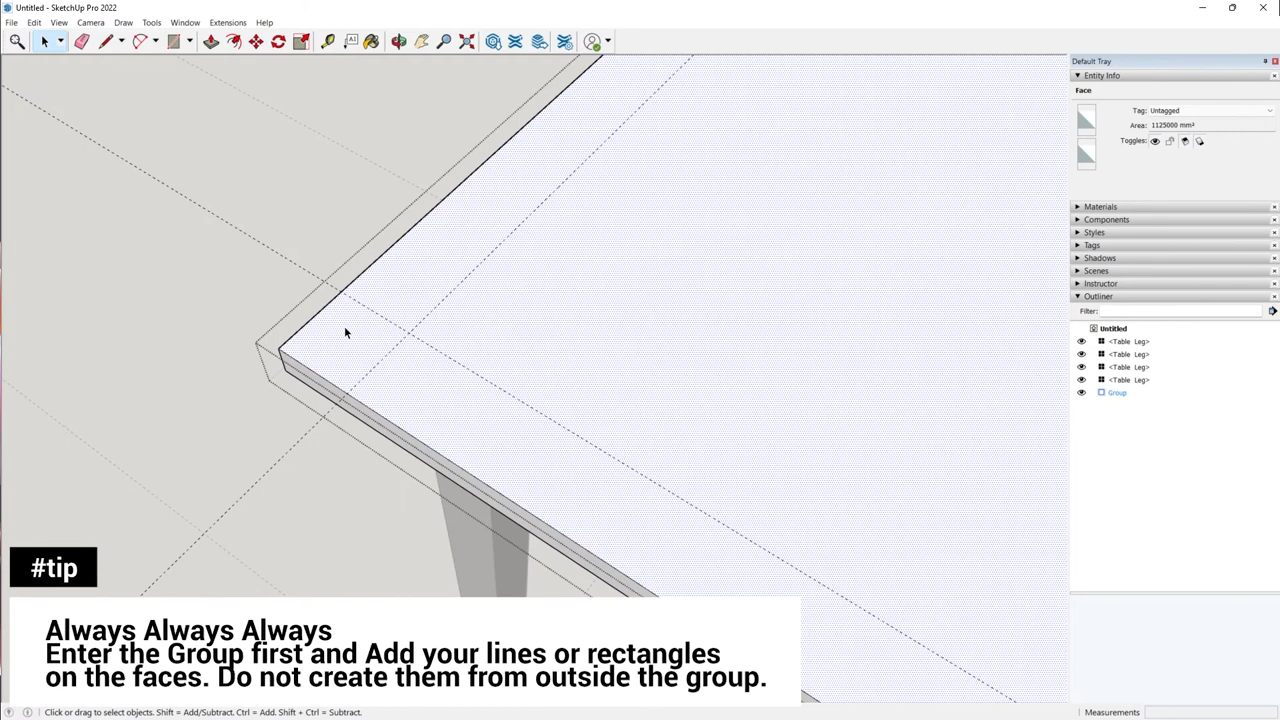 Untitled - SketchUp Pro 2022
File Edit View Camera Draw Tools Window Extensions Help
Default Tray
Entity Info
Face
Tag: Untagged
Area: 1125000 mm²
Toggles:
Materials
Components
Styles
Tags
Shadows
Scenes
Instructor
Outliner
Filter:
Untitled
<Table Leg>
<Table Leg>
<Table Leg>
<Table Leg>
Group
#tip
Always Always Always
Enter the Group first and Add your lines or rectangles
on the faces. Do not create them from outside the group.
Click or drag to select objects. Shift = Add/Subtract. Ctrl = Add. Shift + Ctrl = Subtract.
Measurements